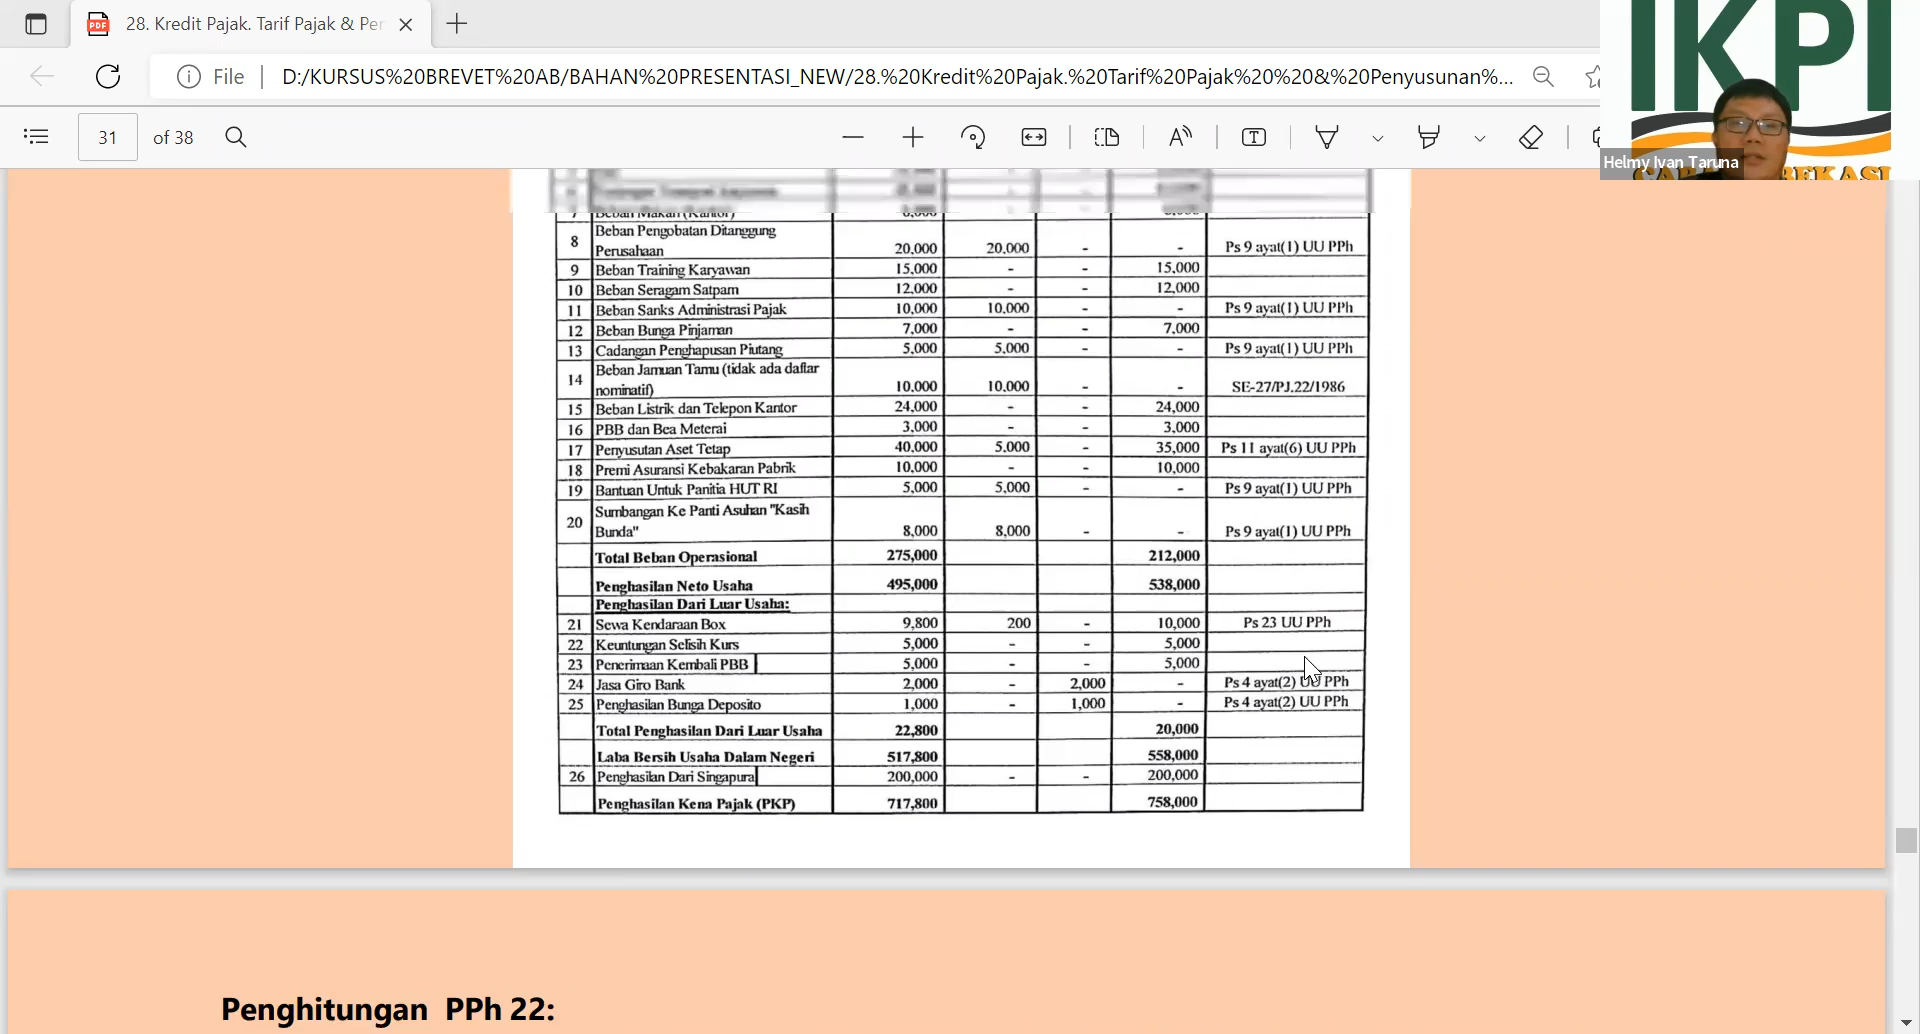 28. Kredit Pajak. Tarif Pajak & Per
File
D:/KURSUS%20BREVET%20AB/BAHAN%20PRESENTASI_NEW/28.%20Kredit%20Pajak.%20Tarif%20Pajak%20%20&%20Penyusunan%...
31 of 38
IKPI
Helmy Ivan Taruna
BEKASI
7 Beban Makan (Kantor)
8 Beban Pengobatan Ditanggung
Perusahaan 20,000 20,000 - - Ps 9 ayat(1) UU PPh
9 Beban Training Karyawan 15,000 - - 15,000
10 Beban Seragam Satpam 12,000 - - 12,000
11 Beban Sanks Administrasi Pajak 10,000 10,000 - - Ps 9 ayat(1) UU PPh
12 Beban Bunga Pinjaman 7,000 - - 7,000
13 Cadangan Penghapusan Piutang 5,000 5,000 - - Ps 9 ayat(1) UU PPh
14 Beban Jamuan Tamu (tidak ada daflar
nominatif) 10,000 10,000 - - SE-27/PJ.22/1986
15 Beban Listrik dan Telepon Kantor 24,000 - - 24,000
16 PBB dan Bea Meterai 3,000 - - 3,000
17 Penyusutan Aset Tetap 40,000 5,000 - 35,000 Ps 11 ayat(6) UU PPh
18 Premi Asuransi Kebakaran Pabrik 10,000 - - 10,000
19 Bantuan Untuk Panitia HUT RI 5,000 5,000 - - Ps 9 ayat(1) UU PPh
20 Sumbangan Ke Panti Asuhan "Kasih
Bunda" 8,000 8,000 - - Ps 9 ayat(1) UU PPh
Total Beban Operasional 275,000 212,000
Penghasilan Neto Usaha 495,000 538,000
Penghasilan Dari Luar Usaha:
21 Sewa Kendaraan Box 9,800 200 - 10,000 Ps 23 UU PPh
22 Keuntungan Selisih Kurs 5,000 - - 5,000
23 Penerimaan Kembali PBB 5,000 - - 5,000
24 Jasa Giro Bank 2,000 - 2,000 - Ps 4 ayat(2) UU PPh
25 Penghasilan Bunga Deposito 1,000 - 1,000 - Ps 4 ayat(2) UU PPh
Total Penghasilan Dari Luar Usaha 22,800 20,000
Laba Bersih Usaha Dalam Negeri 517,800 558,000
26 Penghasilan Dari Singapura 200,000 - - 200,000
Penghasilan Kena Pajak (PKP) 717,800 758,000
Penghitungan PPh 22: